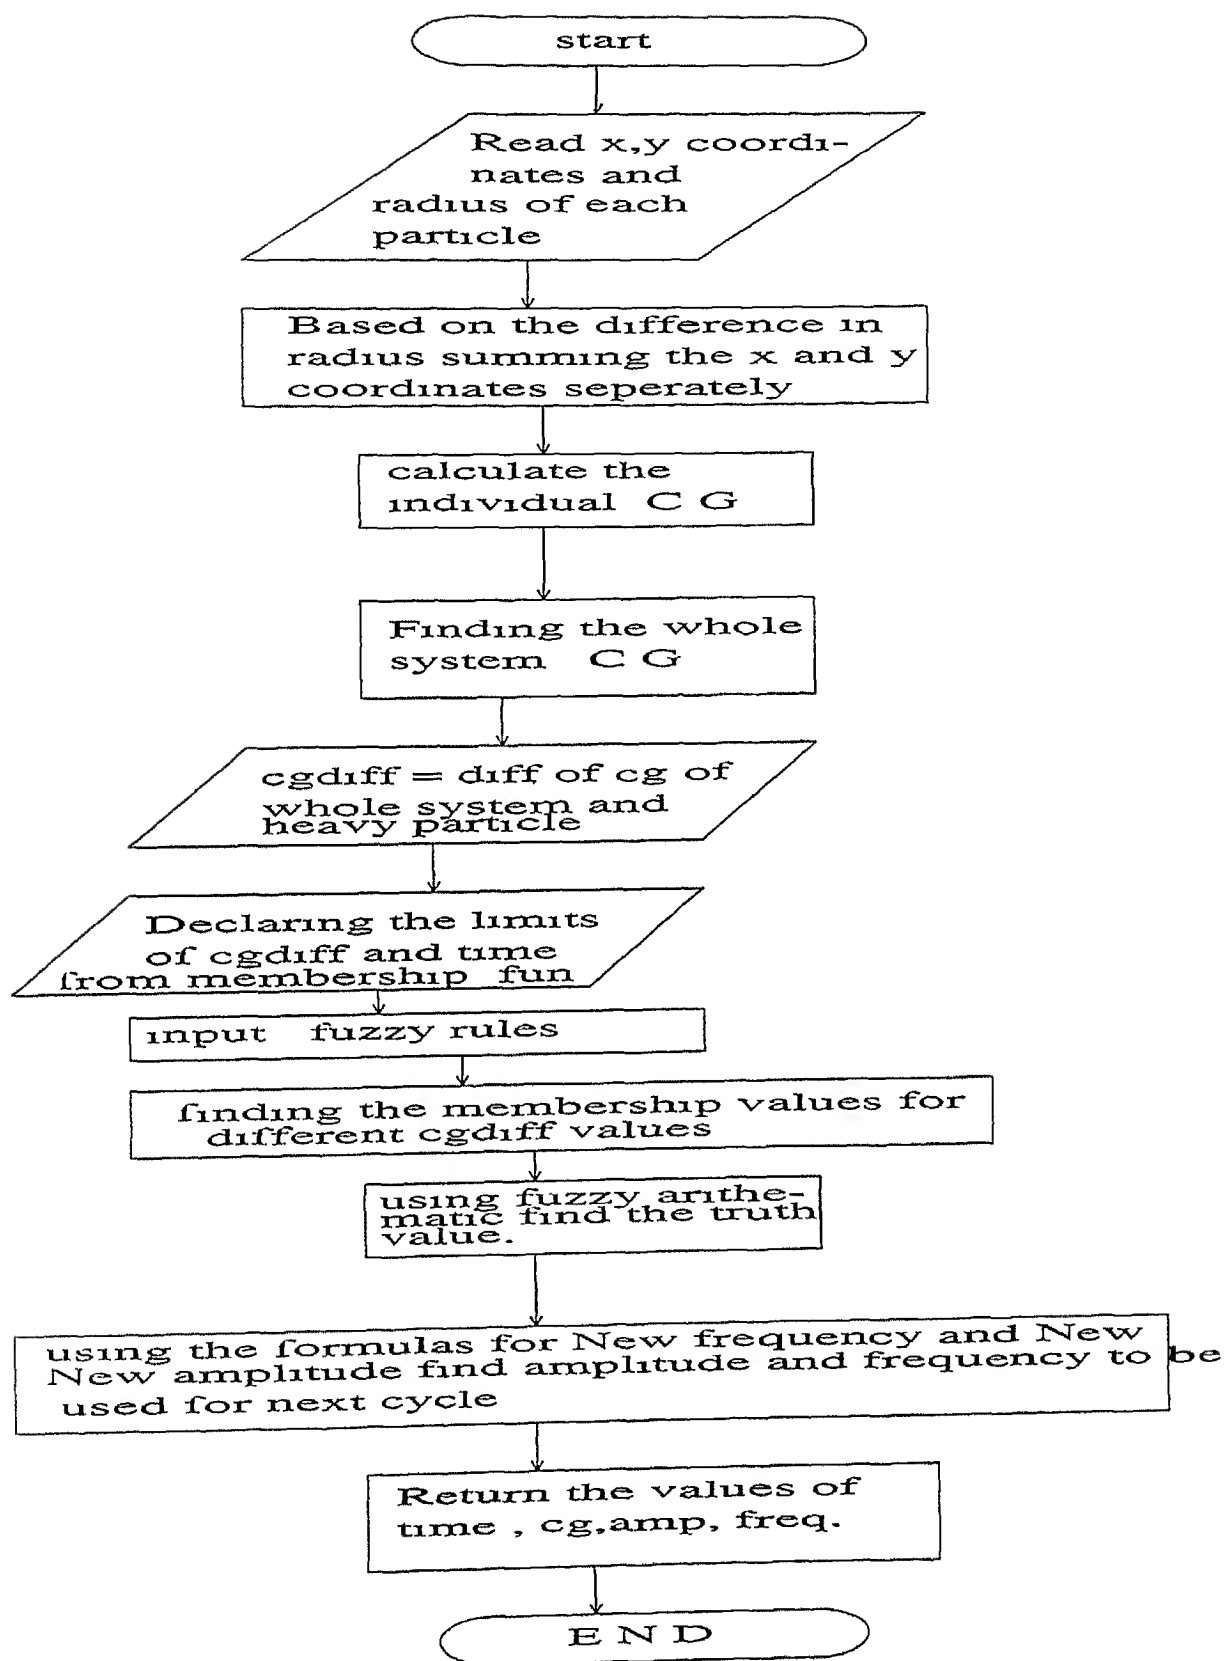 start
Read x,y coordi-
nates and
radius of each
particle
Based on the difference in
radius summing the x and y
coordinates seperately
calculate the
individual C G
Finding the whole
system C G
cgdiff = diff of cg of
whole system and
heavy particle
Declaring the limits
of cgdiff and time
from membership fun
input fuzzy rules
finding the membership values for
different cgdiff values
using fuzzy arithe-
matic find the truth
value.
using the formulas for New frequency and New
New amplitude find amplitude and frequency to be
used for next cycle
Return the values of
time , cg,amp, freq.
E N D